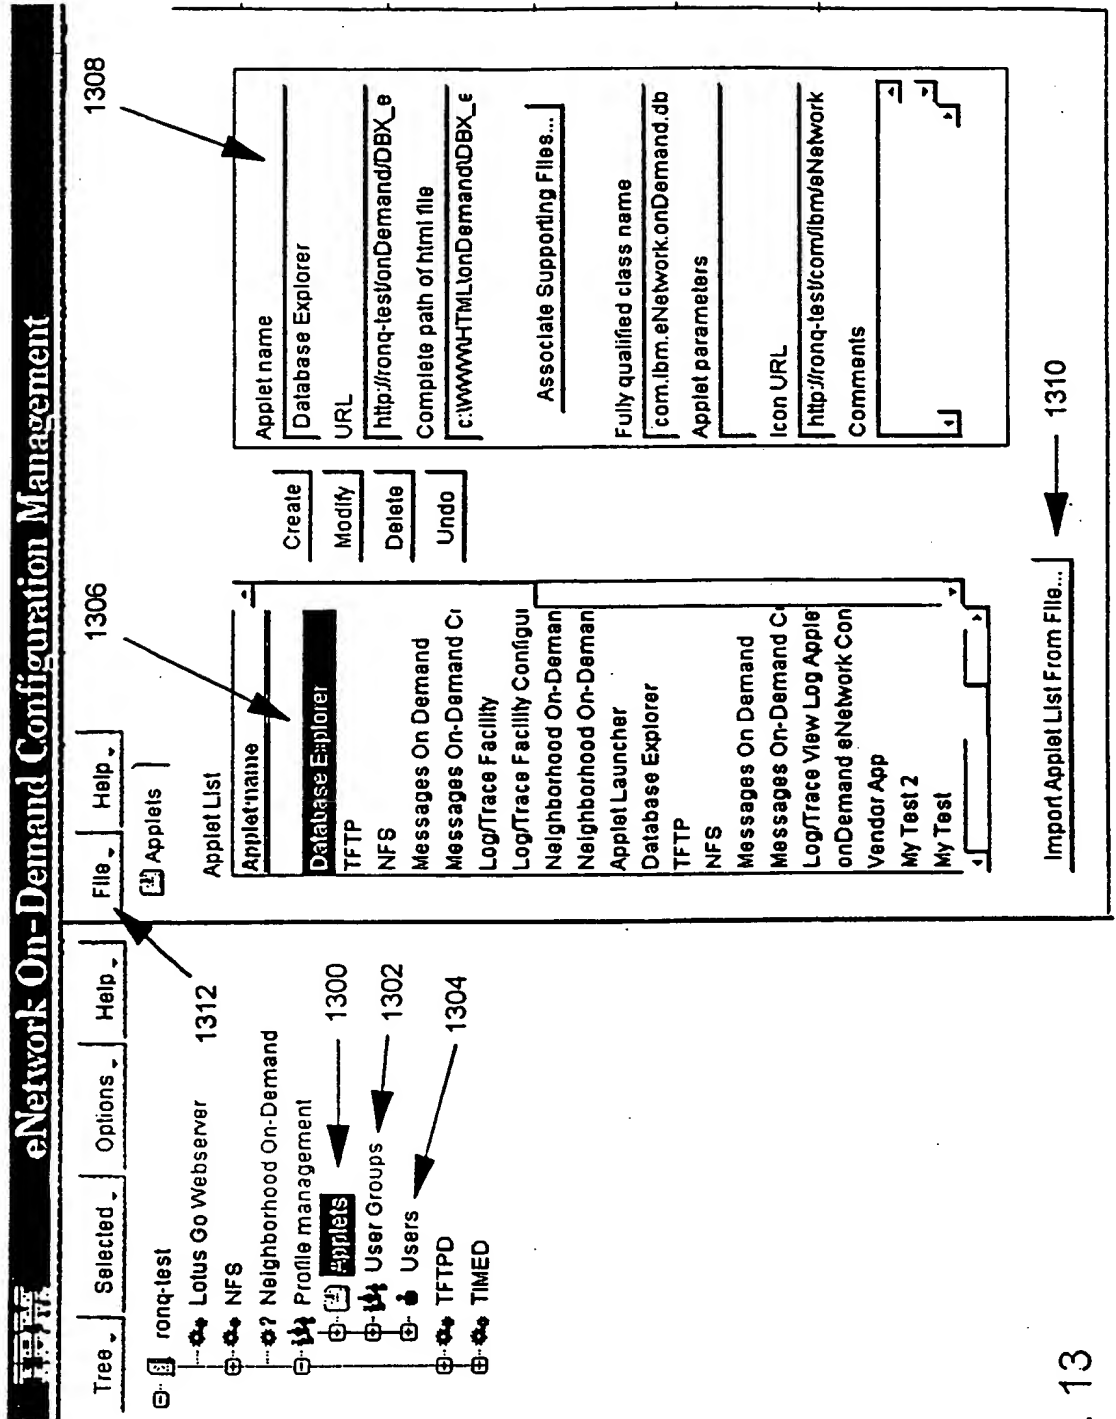 IBM
eNetwork On-Demand Configuration Management
Tree
Selected
Options
Help
ronq-test
Lotus Go Webserver
NFS
Neighborhood On-Demand
Profile management
Applets
User Groups
Users
TFTPD
TIMED
1312
1300
1302
1304
File
Help
Applets
1306
Applet List
Applet name
Database Explorer
TFTP
NFS
Messages On Demand
Messages On-Demand C
Log/Trace Facility
Log/Trace Facility Configur
Neighborhood On-Deman
Neighborhood On-Deman
Applet Launcher
Database Explorer
TFTP
NFS
Messages On Demand
Messages On-Demand C
Log/Trace View Log Apple
onDemand eNetwork Con
Vendor App
My Test 2
My Test
Import Applet List From File...
1310
Create
Modify
Delete
Undo
1308
Applet name
Database Explorer
URL
http://ronq-test/onDemand/DBX_e
Complete path of html file
c:\WWW\HTML\onDemand\DBX_e
Associate Supporting Files...
Fully qualified class name
com.ibm.eNetwork.onDemand.db
Applet parameters
Icon URL
http://ronq-test/com/ibm/eNetwork
Comments
. 13